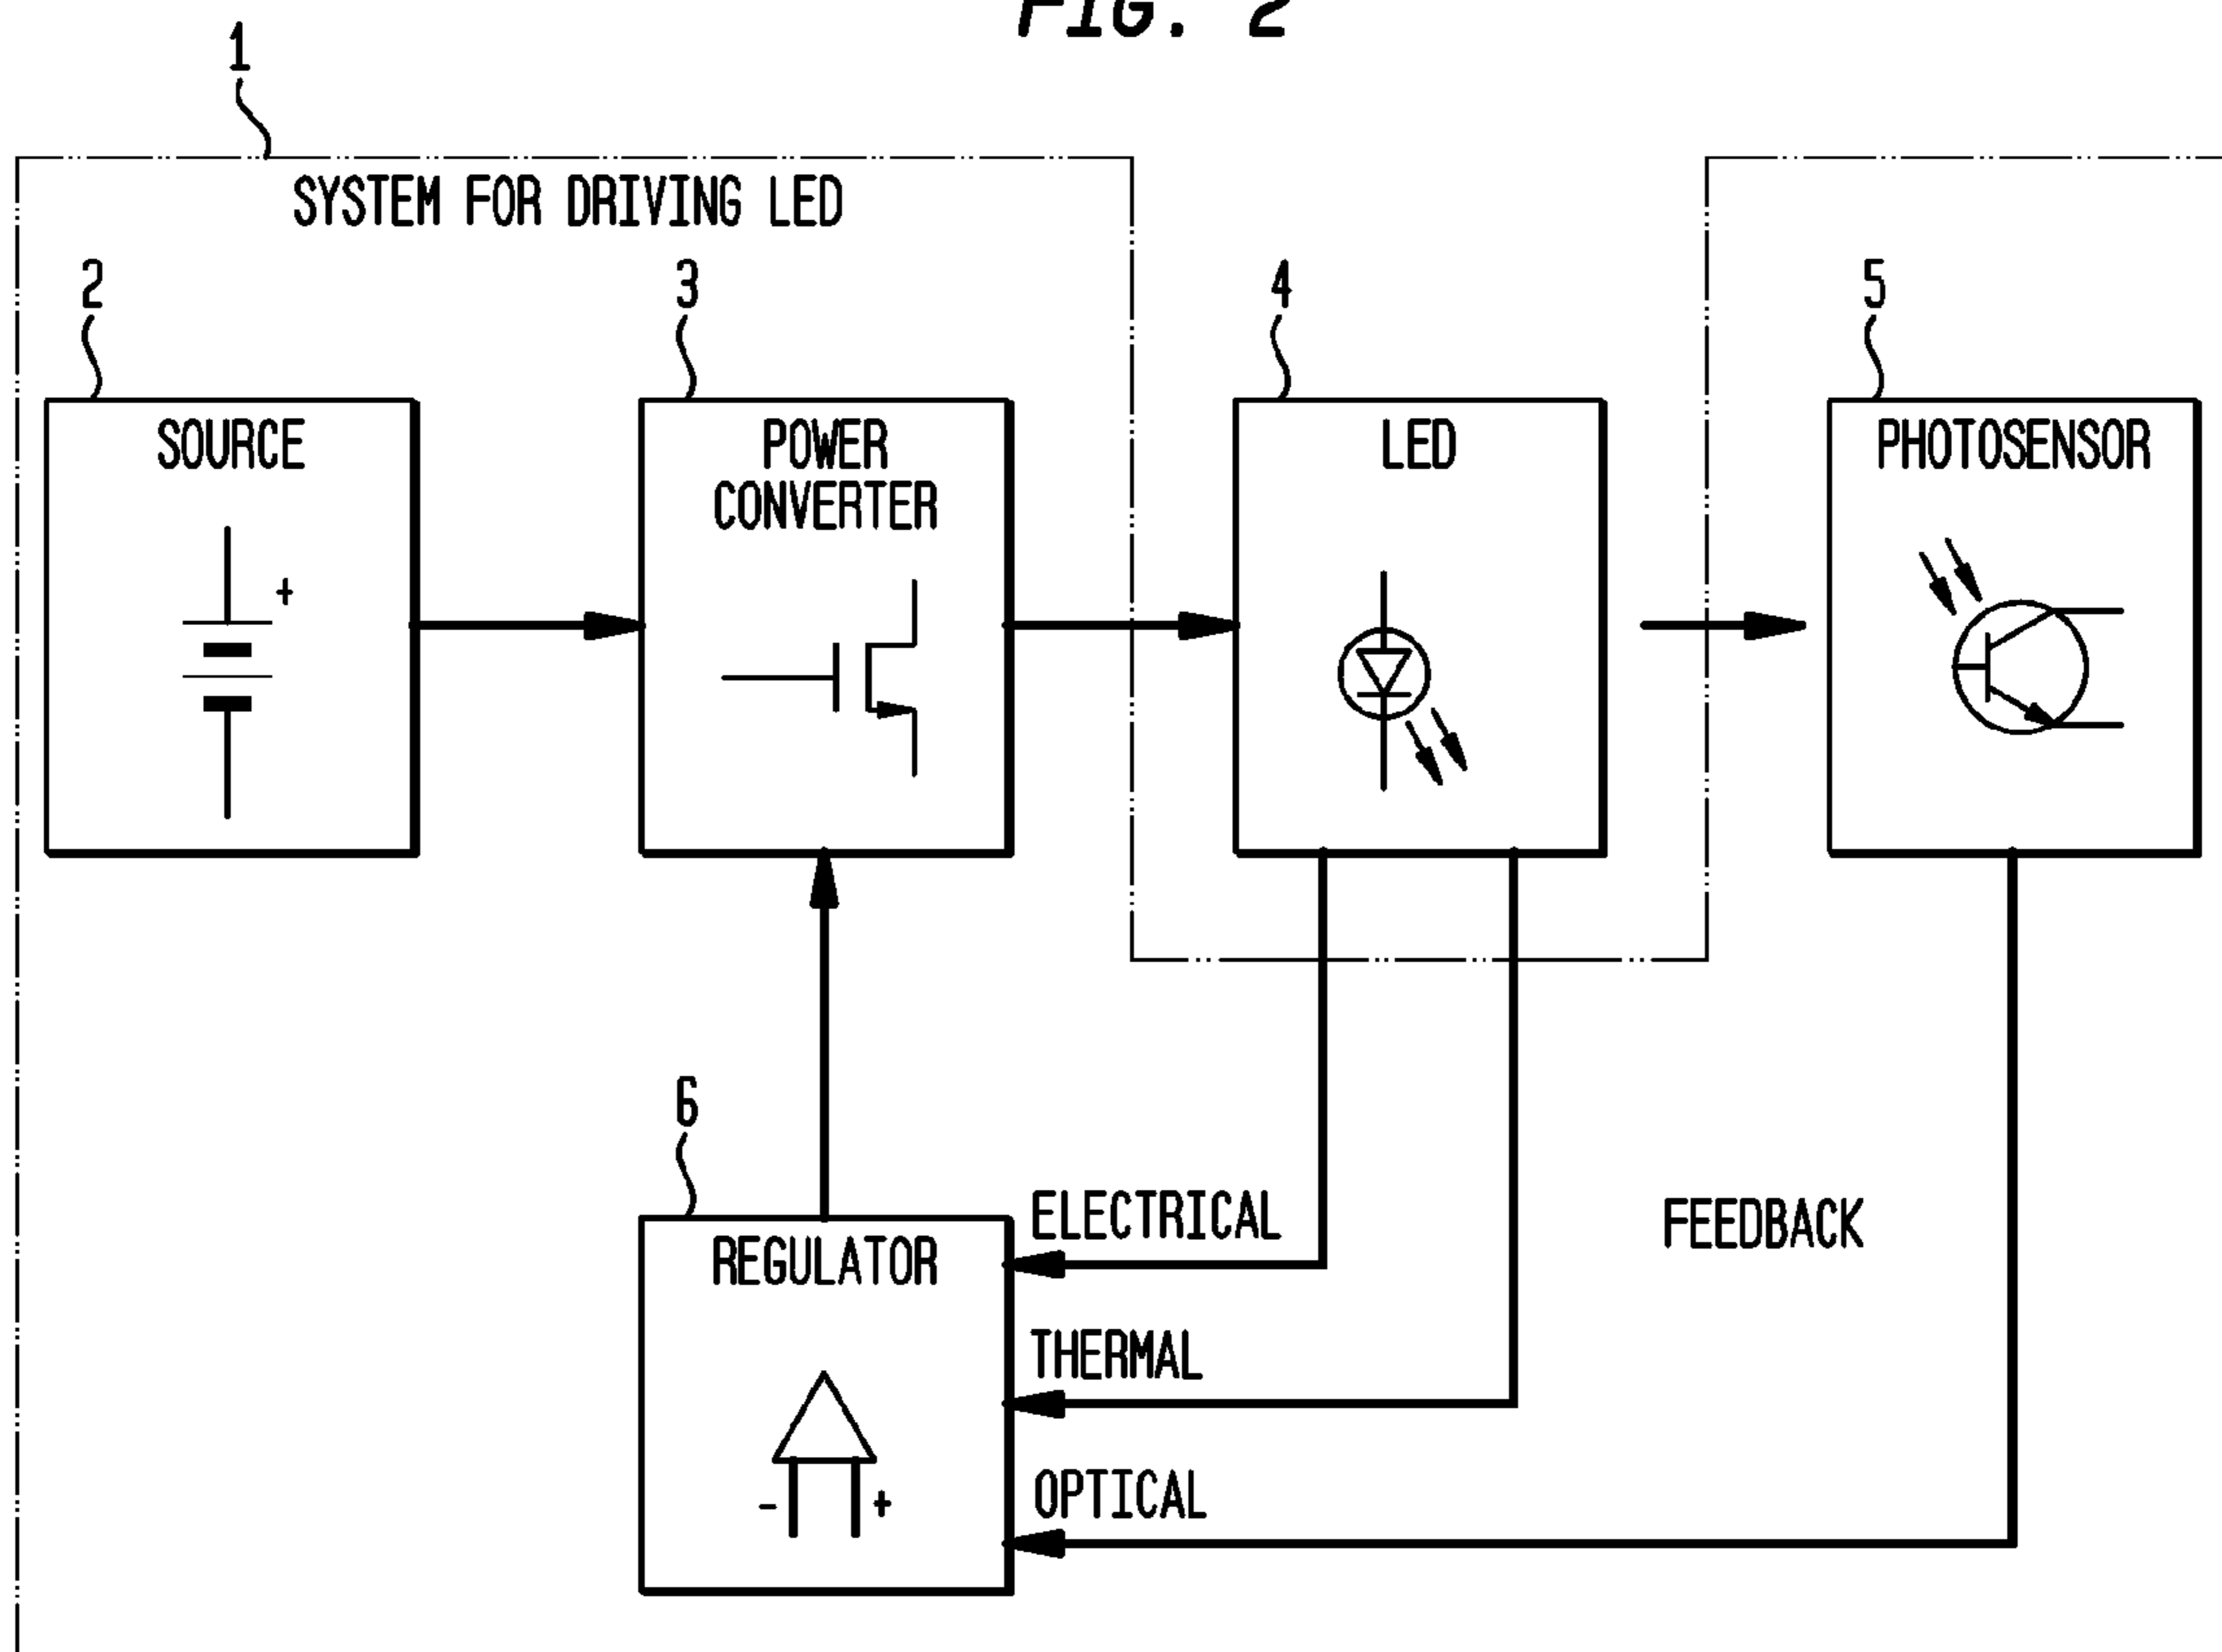 FIG. 2
1
SYSTEM FOR DRIVING LED
2
3
4
5
SOURCE
POWER
CONVERTER
LED
PHOTOSENSOR
+
6
REGULATOR
ELECTRICAL
FEEDBACK
THERMAL
OPTICAL
- +